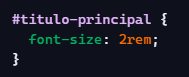 #titulo-principal {
  font-size: 2rem;
}